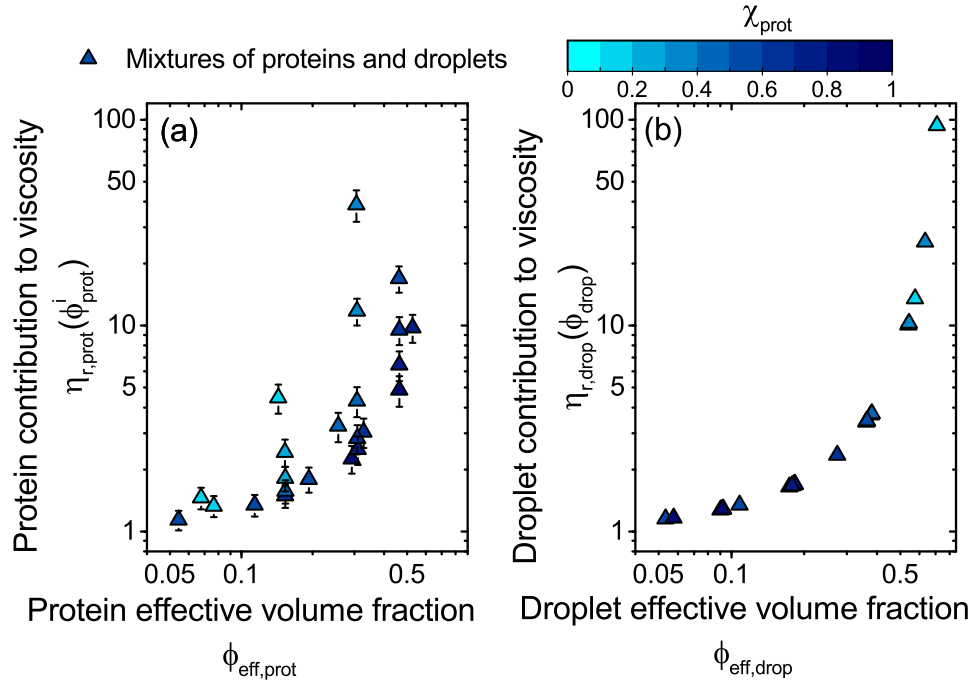 χprot
Mixtures of proteins and droplets
0 0.2 0.4 0.6 0.8 1
(a)
Protein contribution to viscosity
ηr,prot(ϕiprot)
100
50
10
5
1
0.05 0.1 0.5
Protein effective volume fraction
ϕeff,prot
(b)
Droplet contribution to viscosity
ηr,drop(ϕdrop)
100
50
10
5
1
0.05 0.1 0.5
Droplet effective volume fraction
ϕeff,drop